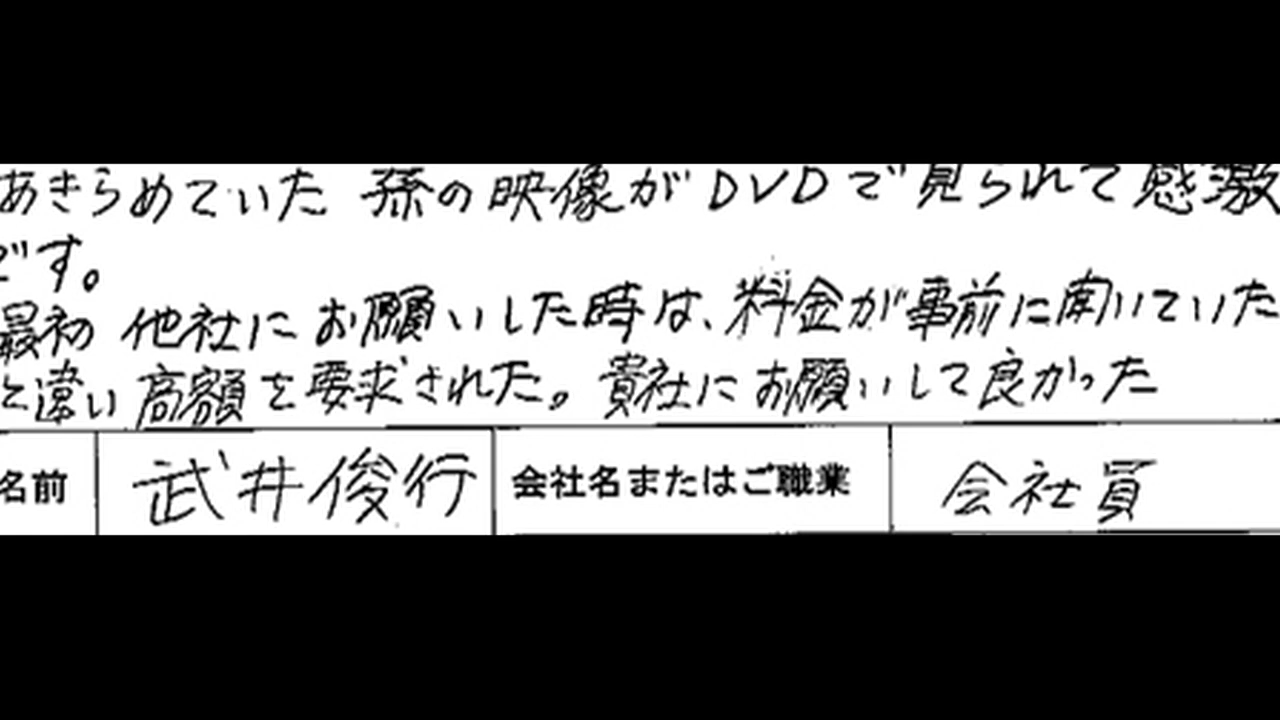 あきらめていた 孫の映像がDVDで見られて感激
です。
最初 他社にお願いした時は、料金が事前に聞いていた
と違い高額を要求された。貴社にお願いして良かった
名前 武井俊行 会社名またはご職業 会社員